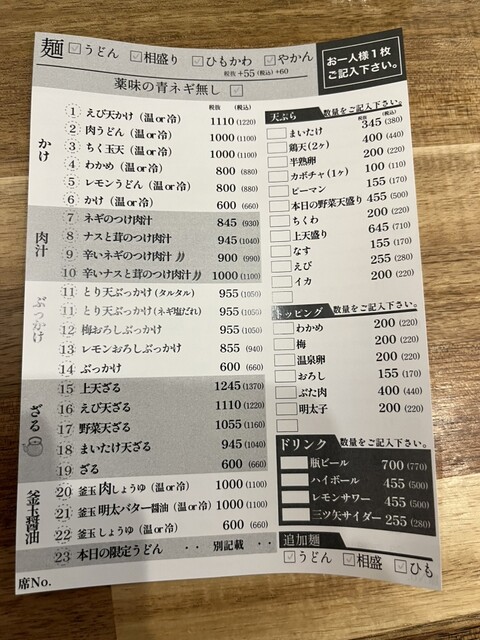 麺 うどん 相盛り ひもかわ やかん
税抜+55(税込)+60
薬味の青ネギ無し
お一人様1枚
ご記入下さい。
税抜 (税込)
かけ
1 えび天かけ（温or冷） 1110(1220)
2 肉うどん（温or冷） 1000(1100)
3 ちく玉天（温or冷） 1000(1100)
4 わかめ（温or冷） 800(880)
5 レモンうどん（温or冷） 800(880)
6 かけ（温or冷） 600(660)
肉汁
7 ネギのつけ肉汁 845(930)
8 ナスと茸のつけ肉汁 945(1040)
9 辛いネギのつけ肉汁 900(990)
10 辛いナスと茸のつけ肉汁 1000(1100)
ぶっかけ
11 とり天ぶっかけ(タルタル) 955(1050)
11 とり天ぶっかけ(ネギ塩だれ) 955(1050)
12 梅おろしぶっかけ 955(1050)
13 レモンおろしぶっかけ 855(940)
14 ぶっかけ 600(660)
ざる
15 上天ざる 1245(1370)
16 えび天ざる 1110(1220)
17 野菜天ざる 1055(1160)
18 まいたけ天ざる 945(1040)
19 ざる 600(660)
釜玉醤油
20 釜玉肉しょうゆ（温or冷） 1000(1100)
21 釜玉明太バター醤油（温or冷） 1000(1100)
22 釜玉しょうゆ（温or冷） 600(660)
23 本日の限定うどん ・・別記載・・
席No.
天ぷら 数量をご記入下さい。
税抜 (税込)
まいたけ 345(380)
鶏天(2ヶ) 400(440)
半熟卵 200(220)
カボチャ(1ヶ) 100(110)
ピーマン 155(170)
本日の野菜天盛り 455(500)
ちくわ 200(220)
上天盛り 645(710)
なす 155(170)
えび 255(280)
イカ 200(220)
トッピング 数量をご記入下さい。
わかめ 200(220)
梅 200(220)
温泉卵 200(220)
おろし 155(170)
ぶた肉 400(440)
明太子 200(220)
ドリンク 数量をご記入下さい。
瓶ビール 700(770)
ハイボール 455(500)
レモンサワー 455(500)
三ツ矢サイダー 255(280)
追加麺
うどん 相盛 ひも